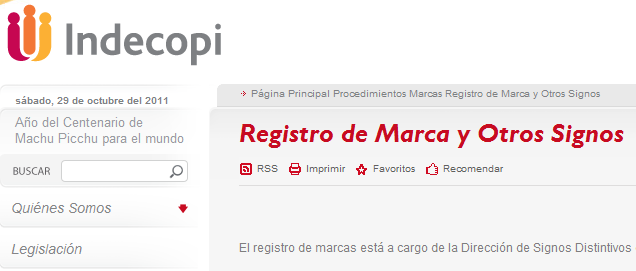 Indecopi
sábado, 29 de octubre del 2011
Página Principal Procedimientos Marcas Registro de Marca y Otros Signos
Año del Centenario de
Machu Picchu para el mundo
Registro de Marca y Otros Signos
BUSCAR
RSS Imprimir Favoritos Recomendar
Quiénes Somos
Legislación
El registro de marcas está a cargo de la Dirección de Signos Distintivos